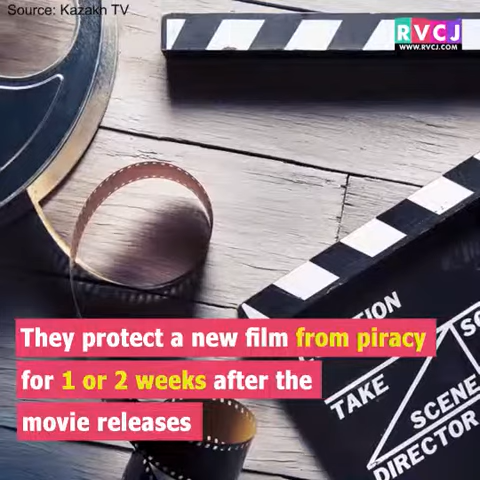 Source: Kazakh TV
RVCJ
WWW.RVCJ.COM
They protect a new film from piracy
for 1 or 2 weeks after the
movie releases
TAKE
SCENE
DIRECTOR